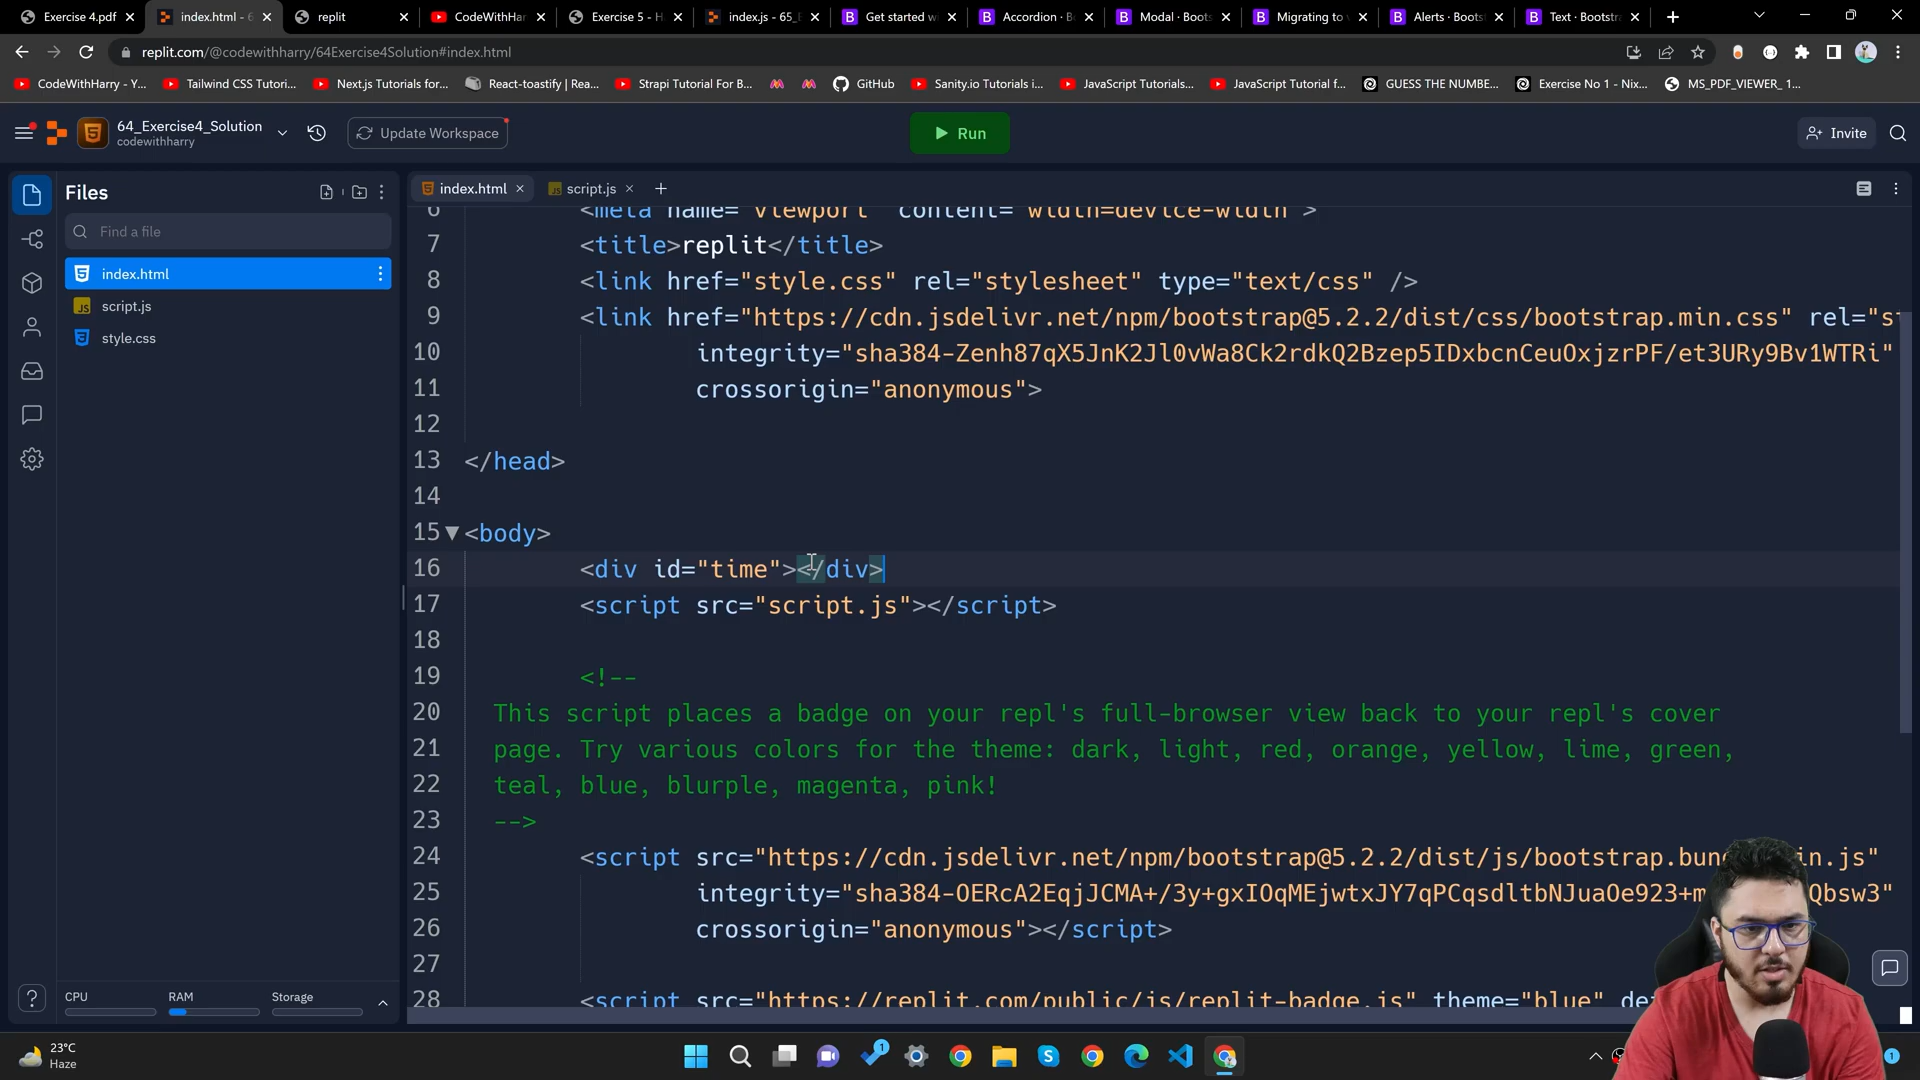 Exercise 4.pdf
index.html - 6
replit
CodeWithHar
Exercise 5 - H
index.js - 65_E
Get started w
Accordion · B
Modal · Boots
Migrating to v
Alerts · Boots
Text · Bootstra
replit.com/@codewithharry/64Exercise4Solution#index.html
CodeWithHarry - Y...
Tailwind CSS Tutori...
Next.js Tutorials for...
React-toastify | Rea...
Strapi Tutorial For B...
GitHub
Sanity.io Tutorials i...
JavaScript Tutorials...
JavaScript Tutorial f...
GUESS THE NUMBE...
Exercise No 1 - Nix...
MS_PDF_VIEWER_ 1...
64_Exercise4_Solution
codewithharry
Update Workspace
Run
Invite
Files
index.html
script.js
Find a file
index.html
script.js
style.css
6 <meta name="viewport" content="width=device-width">
7 <title>replit</title>
8 <link href="style.css" rel="stylesheet" type="text/css" />
9 <link href="https://cdn.jsdelivr.net/npm/bootstrap@5.2.2/dist/css/bootstrap.min.css" rel="st
10 integrity="sha384-Zenh87qX5JnK2Jl0vWa8Ck2rdkQ2Bzep5IDxbcnCeuOxjzrPF/et3URy9Bv1WTRi"
11 crossorigin="anonymous">
12
13 </head>
14
15 <body>
16 <div id="time"></div>
17 <script src="script.js"></script>
18
19 <!--
20 This script places a badge on your repl's full-browser view back to your repl's cover
21 page. Try various colors for the theme: dark, light, red, orange, yellow, lime, green,
22 teal, blue, blurple, magenta, pink!
23 -->
24 <script src="https://cdn.jsdelivr.net/npm/bootstrap@5.2.2/dist/js/bootstrap.bun in.js"
25 integrity="sha384-OERcA2EqjJCMA+/3y+gxIOqMEjwtxJY7qPCqsdltbNJuaOe923+m Qbsw3"
26 crossorigin="anonymous"></script>
27
28 <script src="https://replit.com/public/js/replit-badge.js" theme="blue" de
CPU
RAM
Storage
23°C
Haze
1
1